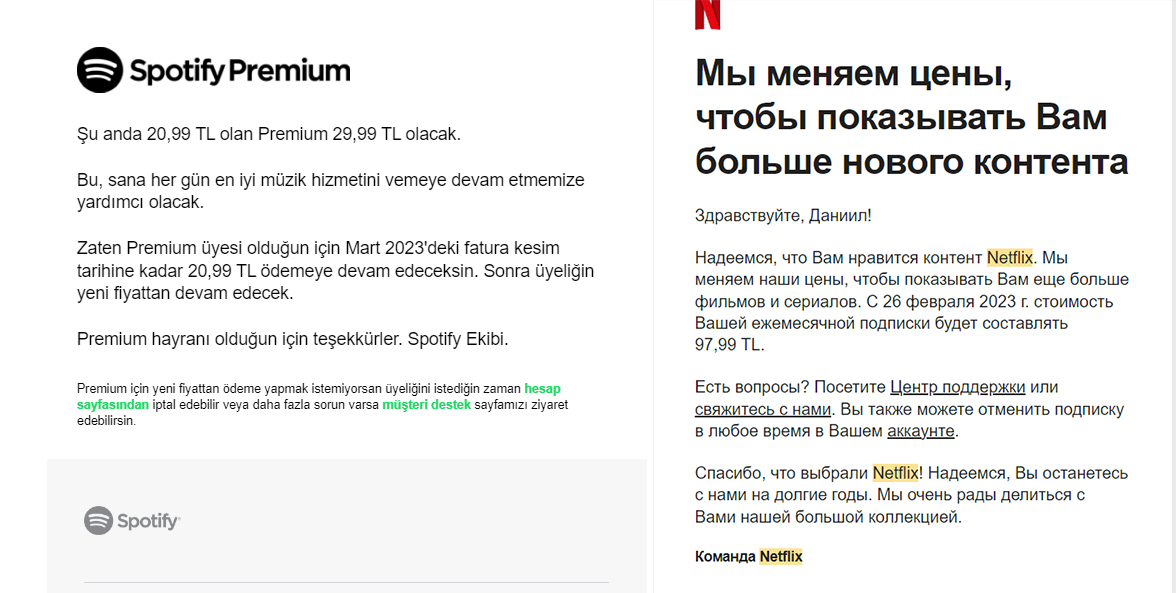 Spotify Premium
Şu anda 20,99 TL olan Premium 29,99 TL olacak.
Bu, sana her gün en iyi müzik hizmetini vemeye devam etmemize
yardımcı olacak.
Zaten Premium üyesi olduğun için Mart 2023'deki fatura kesim
tarihine kadar 20,99 TL ödemeye devam edeceksin. Sonra üyeliğin
yeni fiyattan devam edecek.
Premium hayranı olduğun için teşekkürler. Spotify Ekibi.
Premium için yeni fiyattan ödeme yapmak istemiyorsan üyeliğini istediğin zaman hesap
sayfasından iptal edebilir veya daha fazla sorun varsa müşteri destek sayfamızı ziyaret
edebilirsin.
Spotify
N
Мы меняем цены,
чтобы показывать Вам
больше нового контента
Здравствуйте, Даниил!
Надеемся, что Вам нравится контент Netflix. Мы
меняем наши цены, чтобы показывать Вам еще больше
фильмов и сериалов. С 26 февраля 2023 г. стоимость
Вашей ежемесячной подписки будет составлять
97,99 TL.
Есть вопросы? Посетите Центр поддержки или
свяжитесь с нами. Вы также можете отменить подписку
в любое время в Вашем аккаунте.
Спасибо, что выбрали Netflix! Надеемся, Вы останетесь
с нами на долгие годы. Мы очень рады делиться с
Вами нашей большой коллекцией.
Команда Netflix